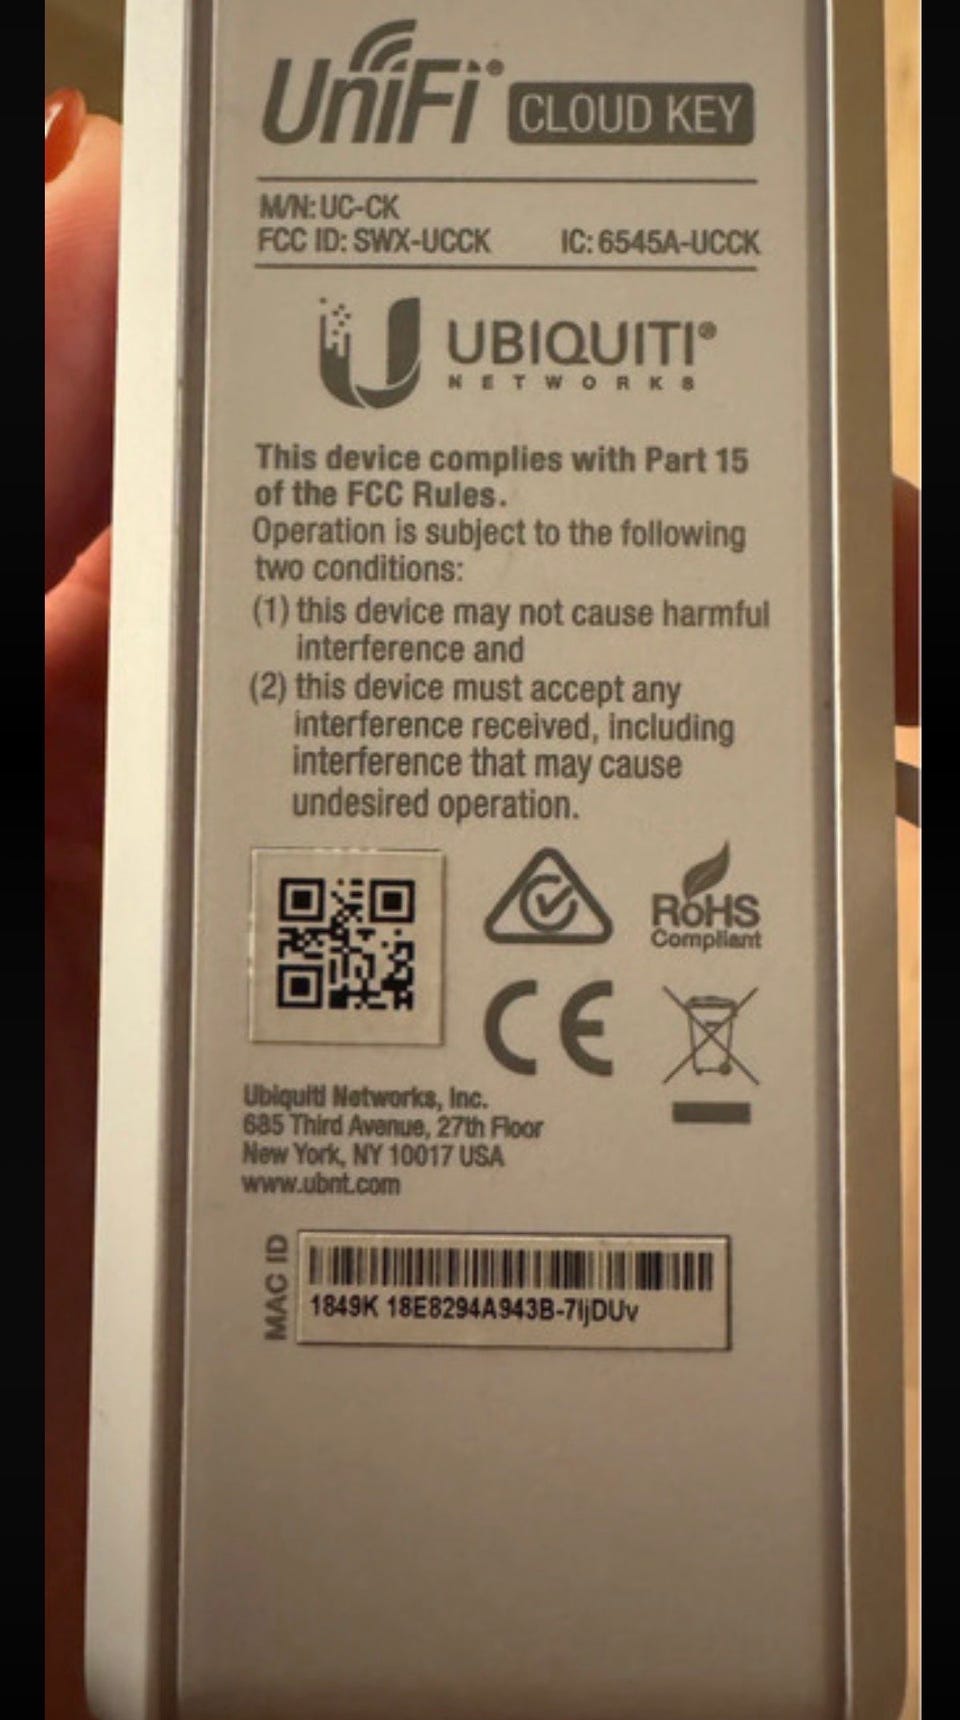 UniFi® CLOUD KEY
M/N: UC-CK
FCC ID: SWX-UCCK IC: 6545A-UCCK
UBIQUITI®
NETWORKS
This device complies with Part 15
of the FCC Rules.
Operation is subject to the following
two conditions:
(1) this device may not cause harmful
interference and
(2) this device must accept any
interference received, including
interference that may cause
undesired operation.
RoHS
Compliant
CE
Ubiquiti Networks, Inc.
685 Third Avenue, 27th Floor
New York, NY 10017 USA
www.ubnt.com
MAC ID
1849K 18E8294A943B-7IjDUv